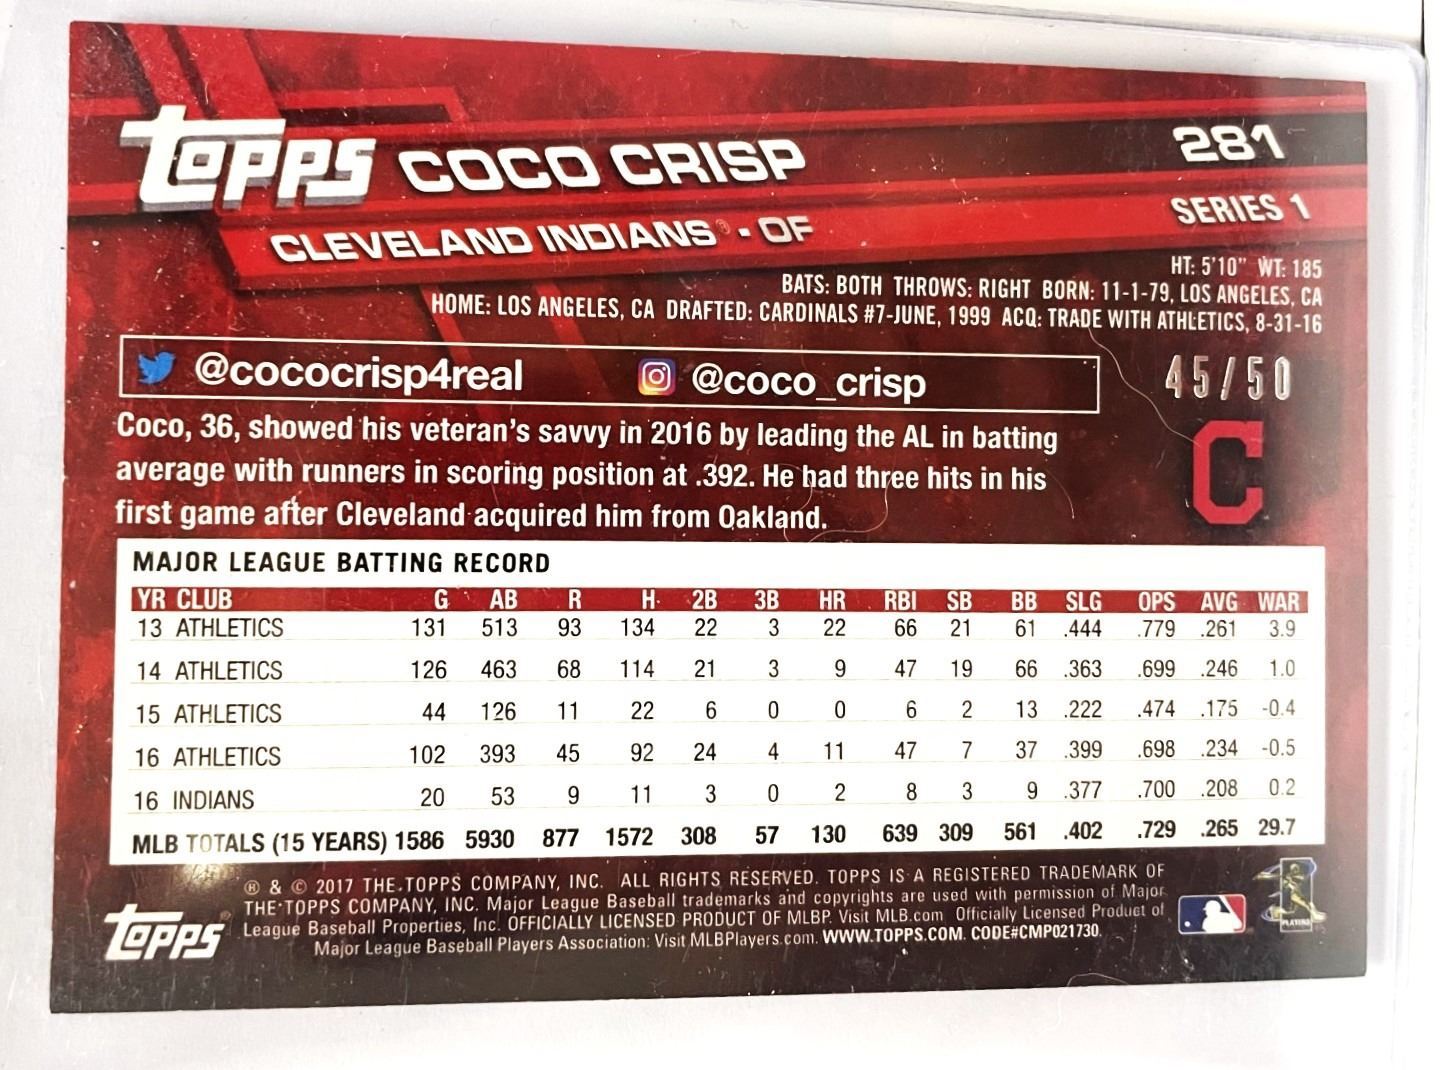 topps COCO CRISP 281
CLEVELAND INDIANS® - OF SERIES 1
HT: 5'10" WT: 185
BATS: BOTH THROWS: RIGHT BORN: 11-1-79, LOS ANGELES, CA
HOME: LOS ANGELES, CA DRAFTED: CARDINALS #7-JUNE, 1999 ACQ: TRADE WITH ATHLETICS, 8-31-16
@cococrisp4real @coco_crisp 45/50
Coco, 36, showed his veteran's savvy in 2016 by leading the AL in batting
average with runners in scoring position at .392. He had three hits in his
first game after Cleveland acquired him from Oakland.
C
MAJOR LEAGUE BATTING RECORD
YR CLUB G AB R H 2B 3B HR RBI SB BB SLG OPS AVG WAR
13 ATHLETICS 131 513 93 134 22 3 22 66 21 61 .444 .779 .261 3.9
14 ATHLETICS 126 463 68 114 21 3 9 47 19 66 .363 .699 .246 1.0
15 ATHLETICS 44 126 11 22 6 0 0 6 2 13 .222 .474 .175 -0.4
16 ATHLETICS 102 393 45 92 24 4 11 47 7 37 .399 .698 .234 -0.5
16 INDIANS 20 53 9 11 3 0 2 8 3 9 .377 .700 .208 0.2
MLB TOTALS (15 YEARS) 1586 5930 877 1572 308 57 130 639 309 561 .402 .729 .265 29.7
® & © 2017 THE TOPPS COMPANY, INC. ALL RIGHTS RESERVED. TOPPS IS A REGISTERED TRADEMARK OF
THE TOPPS COMPANY, INC. Major League Baseball trademarks and copyrights are used with permission of Major
League Baseball Properties, Inc. OFFICIALLY LICENSED PRODUCT OF MLBP. Visit MLB.com Officially Licensed Product of
Major League Baseball Players Association: Visit MLBPlayers.com. WWW.TOPPS.COM. CODE#CMP021730.
topps®
PLAYERS